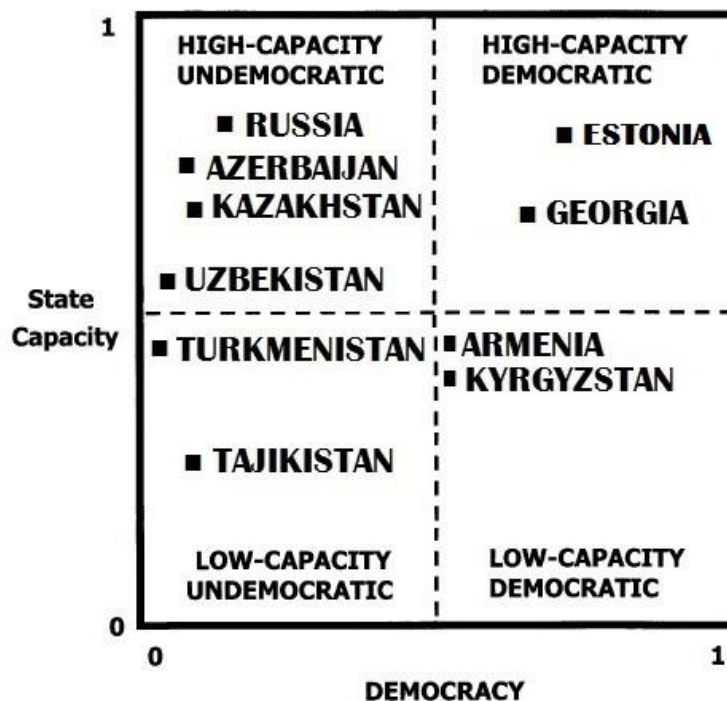 1
HIGH-CAPACITY
UNDEMOCRATIC
HIGH-CAPACITY
DEMOCRATIC
RUSSIA
ESTONIA
AZERBAIJAN
KAZAKHSTAN
GEORGIA
UZBEKISTAN
State
Capacity
TURKMENISTAN
ARMENIA
KYRGYZSTAN
TAJIKISTAN
LOW-CAPACITY
UNDEMOCRATIC
LOW-CAPACITY
DEMOCRATIC
0
0
1
DEMOCRACY